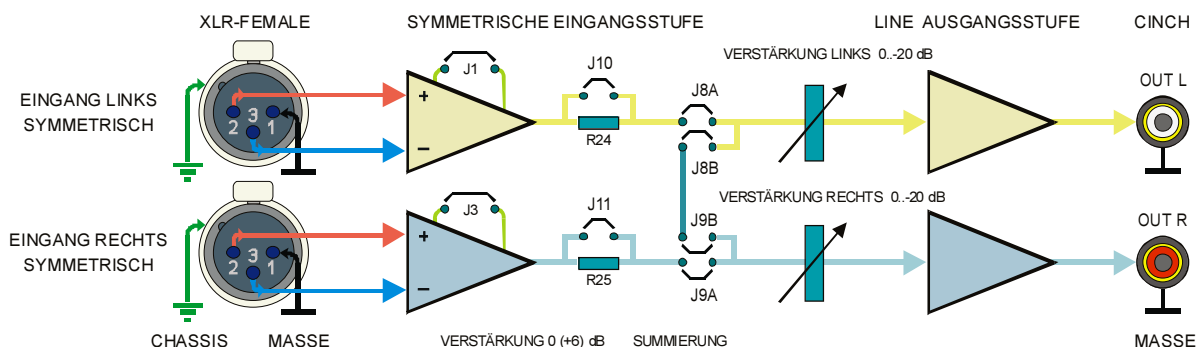 XLR-FEMALE SYMMETRISCHE EINGANGSSTUFE LINE AUSGANGSSTUFE CINCH
VERSTÄRKUNG LINKS 0..-20 dB
J1 J10 J8A OUT L
EINGANG LINKS
SYMMETRISCH
+
2 3 1
−
R24
J8B
VERSTÄRKUNG RECHTS 0..-20 dB
J3 J11 J9B OUT R
EINGANG RECHTS
SYMMETRISCH
+
2 3 1
−
R25
J9A
CHASSIS MASSE VERSTÄRKUNG 0 (+6) dB SUMMIERUNG MASSE